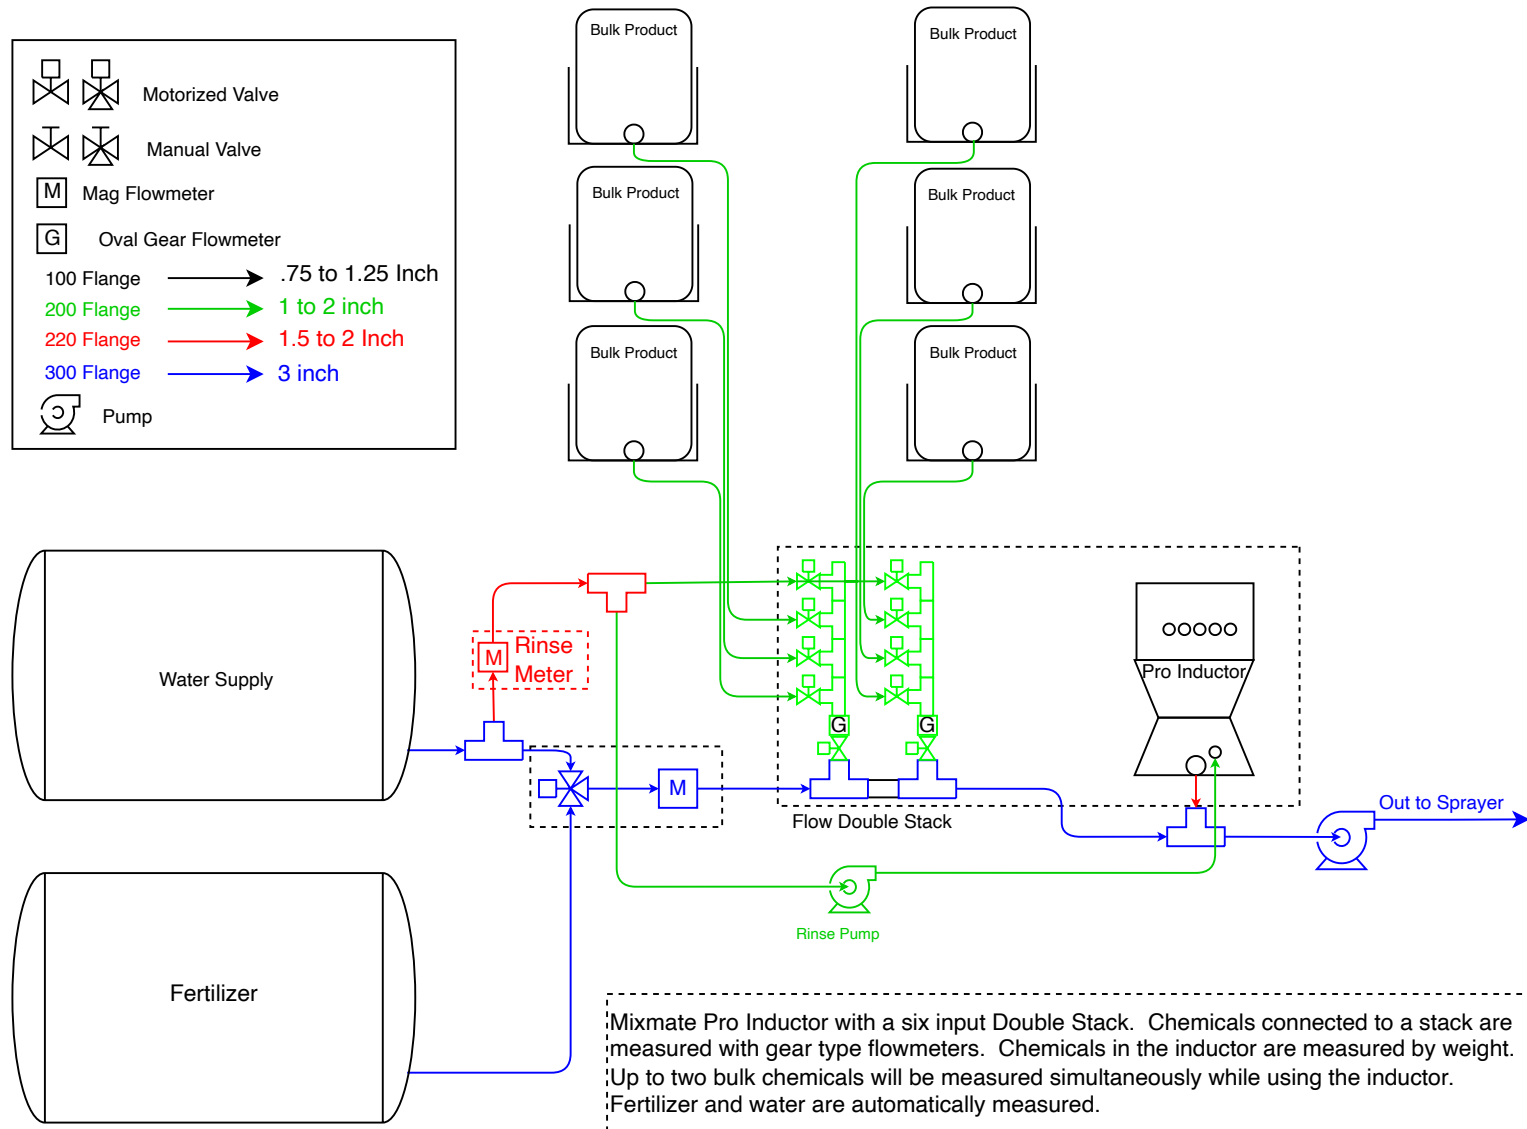 Bulk Product
Bulk Product
Motorized Valve
Manual Valve
M
Mag Flowmeter
G
Oval Gear Flowmeter
100 Flange
.75 to 1.25 Inch
200 Flange
1 to 2 inch
220 Flange
1.5 to 2 Inch
300 Flange
3 inch
Pump
Bulk Product
Bulk Product
Bulk Product
Bulk Product
Water Supply
M
Rinse
Meter
M
G
G
Pro Inductor
Flow Double Stack
Out to Sprayer
Rinse Pump
Fertilizer
Mixmate Pro Inductor with a six input Double Stack.  Chemicals connected to a stack are
measured with gear type flowmeters.  Chemicals in the inductor are measured by weight.
Up to two bulk chemicals will be measured simultaneously while using the inductor.
Fertilizer and water are automatically measured.